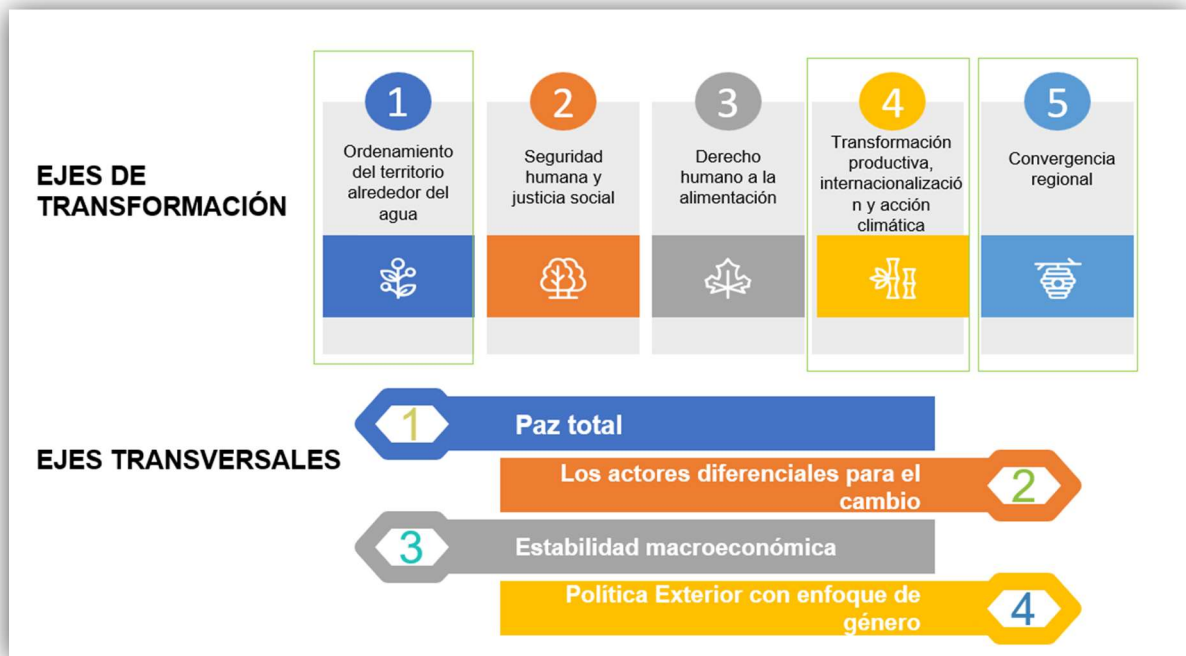 EJES DE
TRANSFORMACIÓN
1
Ordenamiento
del territorio
alrededor del
agua
2
Seguridad
humana y
justicia social
3
Derecho
humano a la
alimentación
4
Transformación
productiva,
internacionalizació
n y acción
climática
5
Convergencia
regional
EJES TRANSVERSALES
1
Paz total
Los actores diferenciales para el
cambio
2
3
Estabilidad macroeconómica
Política Exterior con enfoque de
género
4